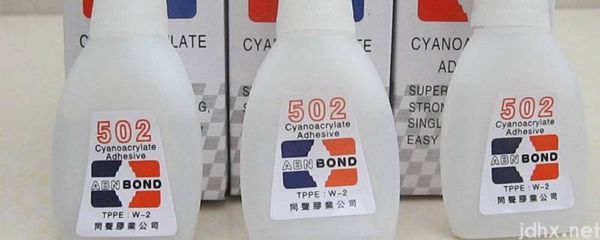 CYANOACRYLATE
CYANOACRYLATE
AD
SUPER
STRON
SINGL
EASY
502
Cyanoacrylate
Adhesive
ABN BOND
TPPE : W-2
同聲膠業公司
502
Cyanoacrylate
Adhesive
ABN BOND
TPPE : W-2
同聲膠業公司
502
Cyanoacrylate
Adhesive
ABN BOND
TPPE : W-2
同聲膠業公司
jdhx.net